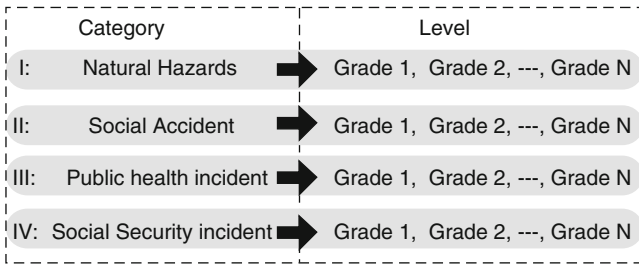 Category Level
I: Natural Hazards Grade 1, Grade 2, ---, Grade N
II: Social Accident Grade 1, Grade 2, ---, Grade N
III: Public health incident Grade 1, Grade 2, ---, Grade N
IV: Social Security incident Grade 1, Grade 2, ---, Grade N